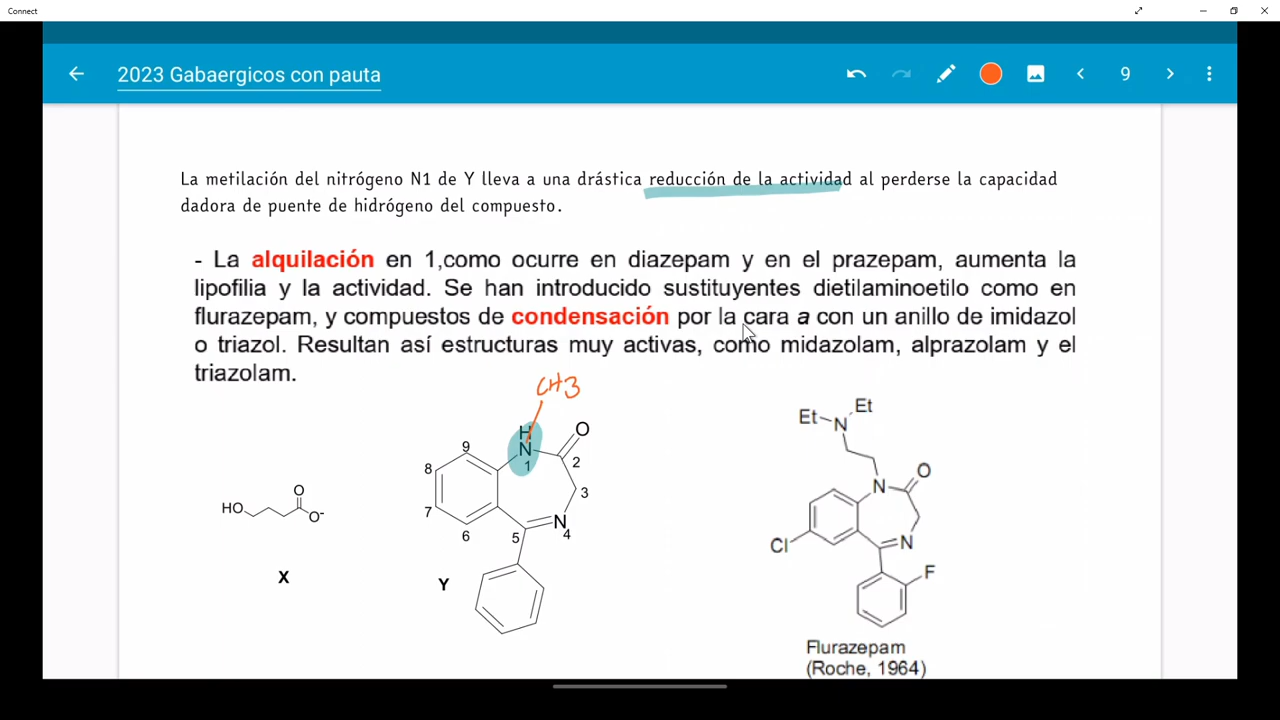 Connect
2023 Gabaergicos con pauta
9
La metilación del nitrógeno N1 de Y lleva a una drástica reducción de la actividad al perderse la capacidad
dadora de puente de hidrógeno del compuesto.
- La alquilación en 1,como ocurre en diazepam y en el prazepam, aumenta la
lipofilia y la actividad. Se han introducido sustituyentes dietilaminoetilo como en
flurazepam, y compuestos de condensación por la cara a con un anillo de imidazol
o triazol. Resultan así estructuras muy activas, como midazolam, alprazolam y el
triazolam.
CH3
H
N
O
1
2
3
N
4
5
6
7
8
9
HO
O
O-
X
Y
Et
Et
N
N
O
N
Cl
F
Flurazepam
(Roche, 1964)